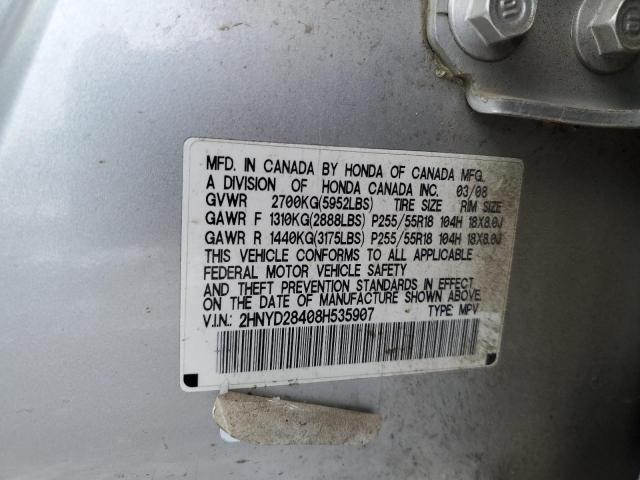 MFD. IN CANADA BY HONDA OF CANADA MFG.
A DIVISION OF HONDA CANADA INC. 03/08
GVWR 2700KG(5952LBS) TIRE SIZE RIM SIZE
GAWR F 1310KG(2888LBS) P255/55R18 104H 18X8.0J
GAWR R 1440KG(3175LBS) P255/55R18 104H 18X8.0J
THIS VEHICLE CONFORMS TO ALL APPLICABLE
FEDERAL MOTOR VEHICLE SAFETY
AND THEFT PREVENTION STANDARDS IN EFFECT
ON THE DATE OF MANUFACTURE SHOWN ABOVE.
V.I.N.: 2HNYD28408H535907 TYPE: MPV